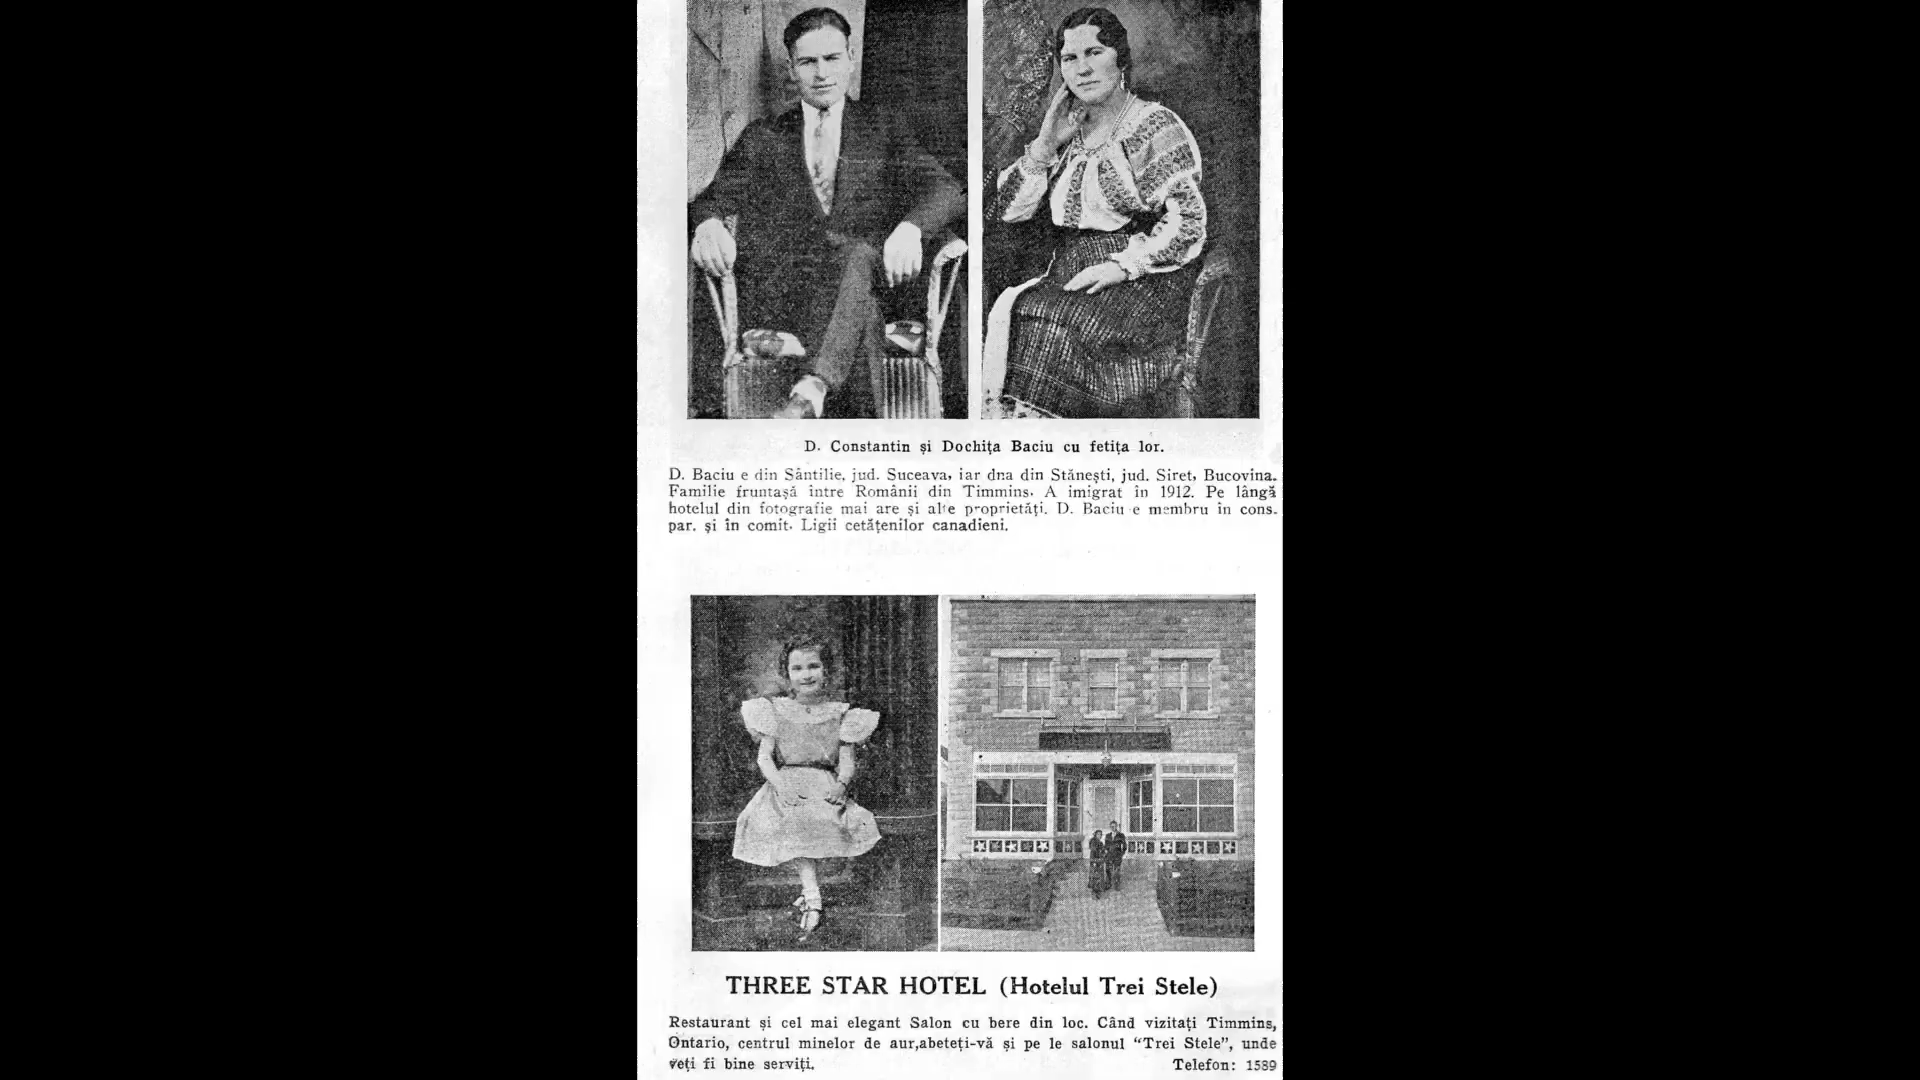 D. Constantin și Dochița Baciu cu fetița lor.
D. Baciu e din Sântilie, jud. Suceava, iar dna din Stănești, jud. Siret, Bucovina.
Familie fruntașă între Românii din Timmins. A imigrat în 1912. Pe lângă
hotelul din fotografie mai are și alte proprietăți. D. Baciu e membru în cons.
par. și în comit. Ligii cetățenilor canadieni.
THREE STAR HOTEL (Hotelul Trei Stele)
Restaurant și cel mai elegant Salon cu bere din loc. Când vizitați Timmins,
Ontario, centrul minelor de aur,abeteți-vă și pe le salonul “Trei Stele”, unde
veți fi bine serviți. Telefon: 1589